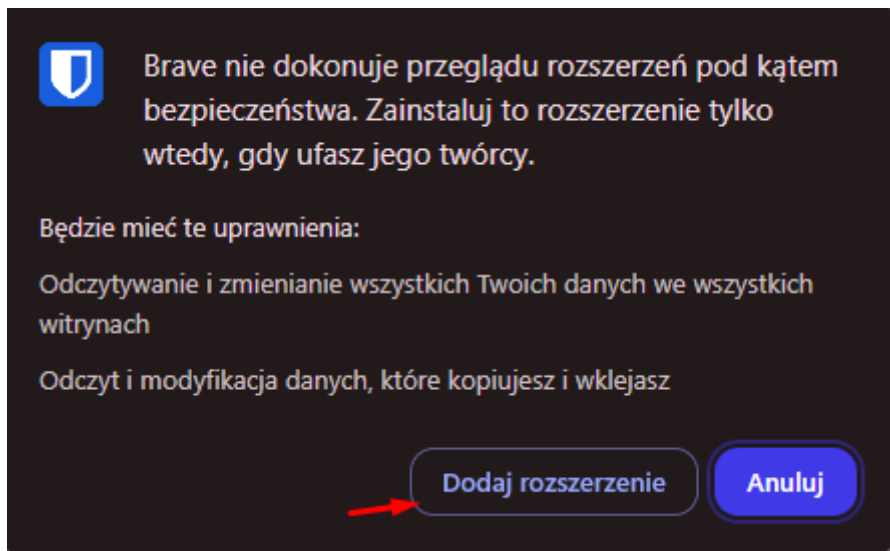 Brave nie dokonuje przeglądu rozszerzeń pod kątem
bezpieczeństwa. Zainstaluj to rozszerzenie tylko
wtedy, gdy ufasz jego twórcy.
Będzie mieć te uprawnienia:
Odczytywanie i zmienianie wszystkich Twoich danych we wszystkich
witrynach
Odczyt i modyfikacja danych, które kopiujesz i wklejasz
Dodaj rozszerzenie
Anuluj